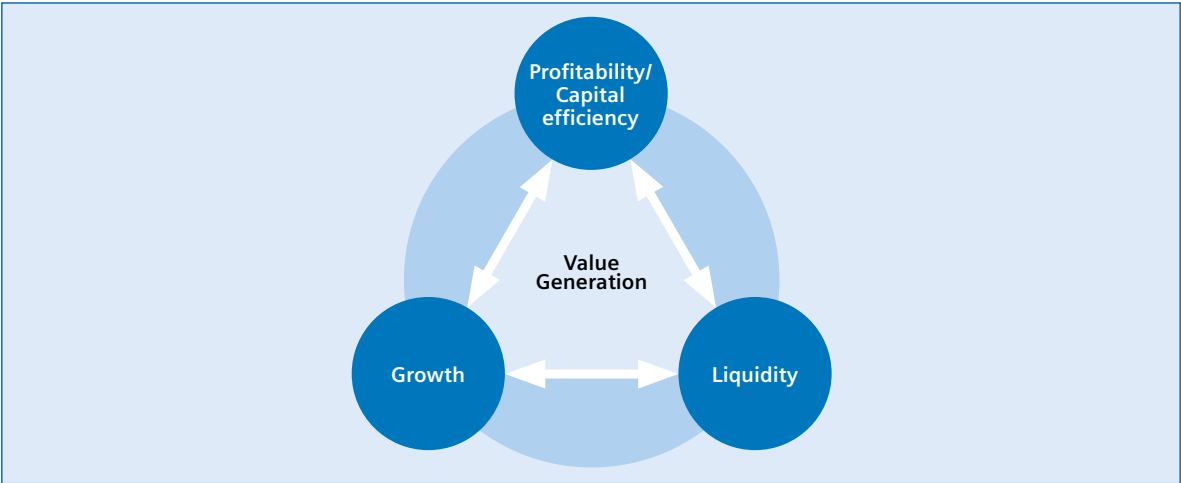 Profitability/
Capital
efficiency
Value
Generation
Growth
Liquidity